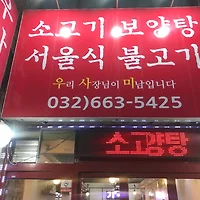 소고기 보양탕
서울식 불고기
우리 사장님이 미남입니다
032)663-5425
소고기탕